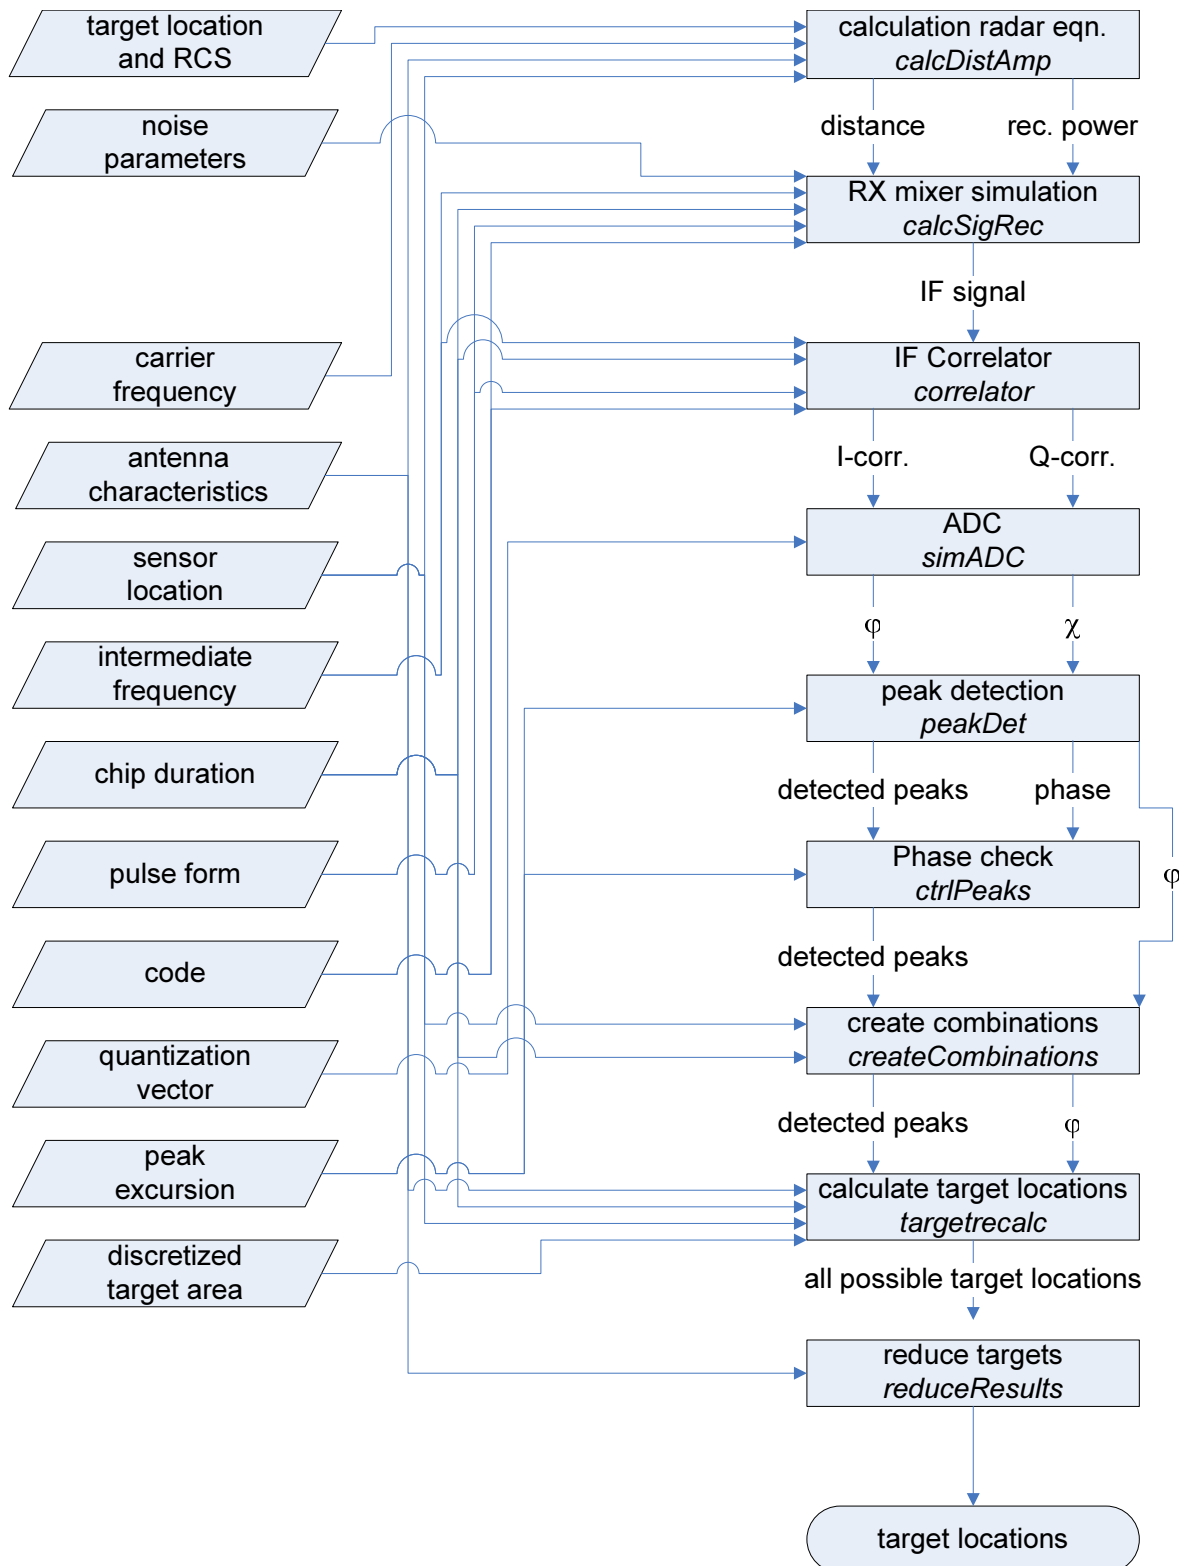 target location
and RCS
calculation radar eqn.
calcDistAmp
noise
parameters
distance
rec. power
RX mixer simulation
calcSigRec
IF signal
carrier
frequency
IF Correlator
correlator
antenna
characteristics
I-corr.
Q-corr.
sensor
location
ADC
simADC
φ
χ
intermediate
frequency
peak detection
peakDet
chip duration
detected peaks
phase
pulse form
Phase check
ctrlPeaks
φ
code
detected peaks
quantization
vector
create combinations
createCombinations
detected peaks
φ
peak
excursion
calculate target locations
targetrecalc
discretized
target area
all possible target locations
reduce targets
reduceResults
target locations